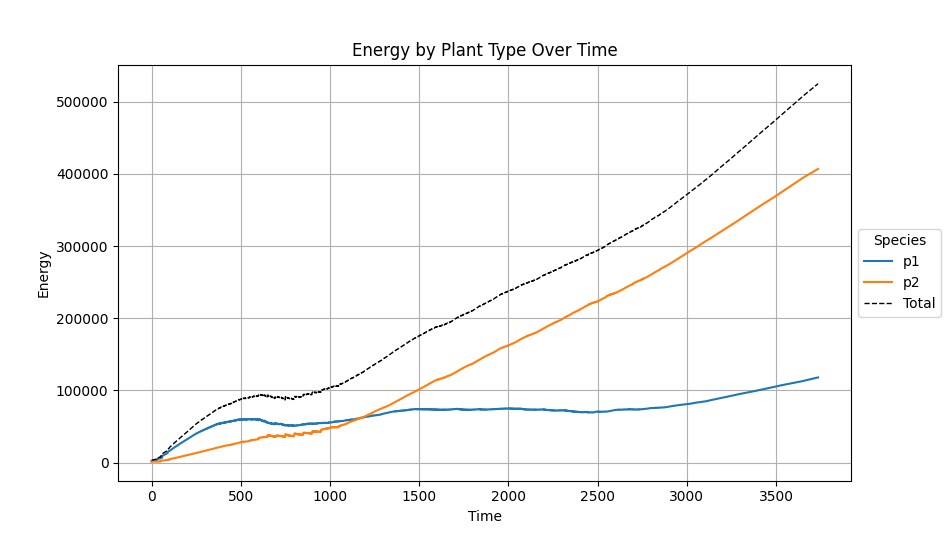 Energy by Plant Type Over Time
Energy
500000
400000
300000
200000
100000
0
0 500 1000 1500 2000 2500 3000 3500
Time
Species
p1
p2
Total